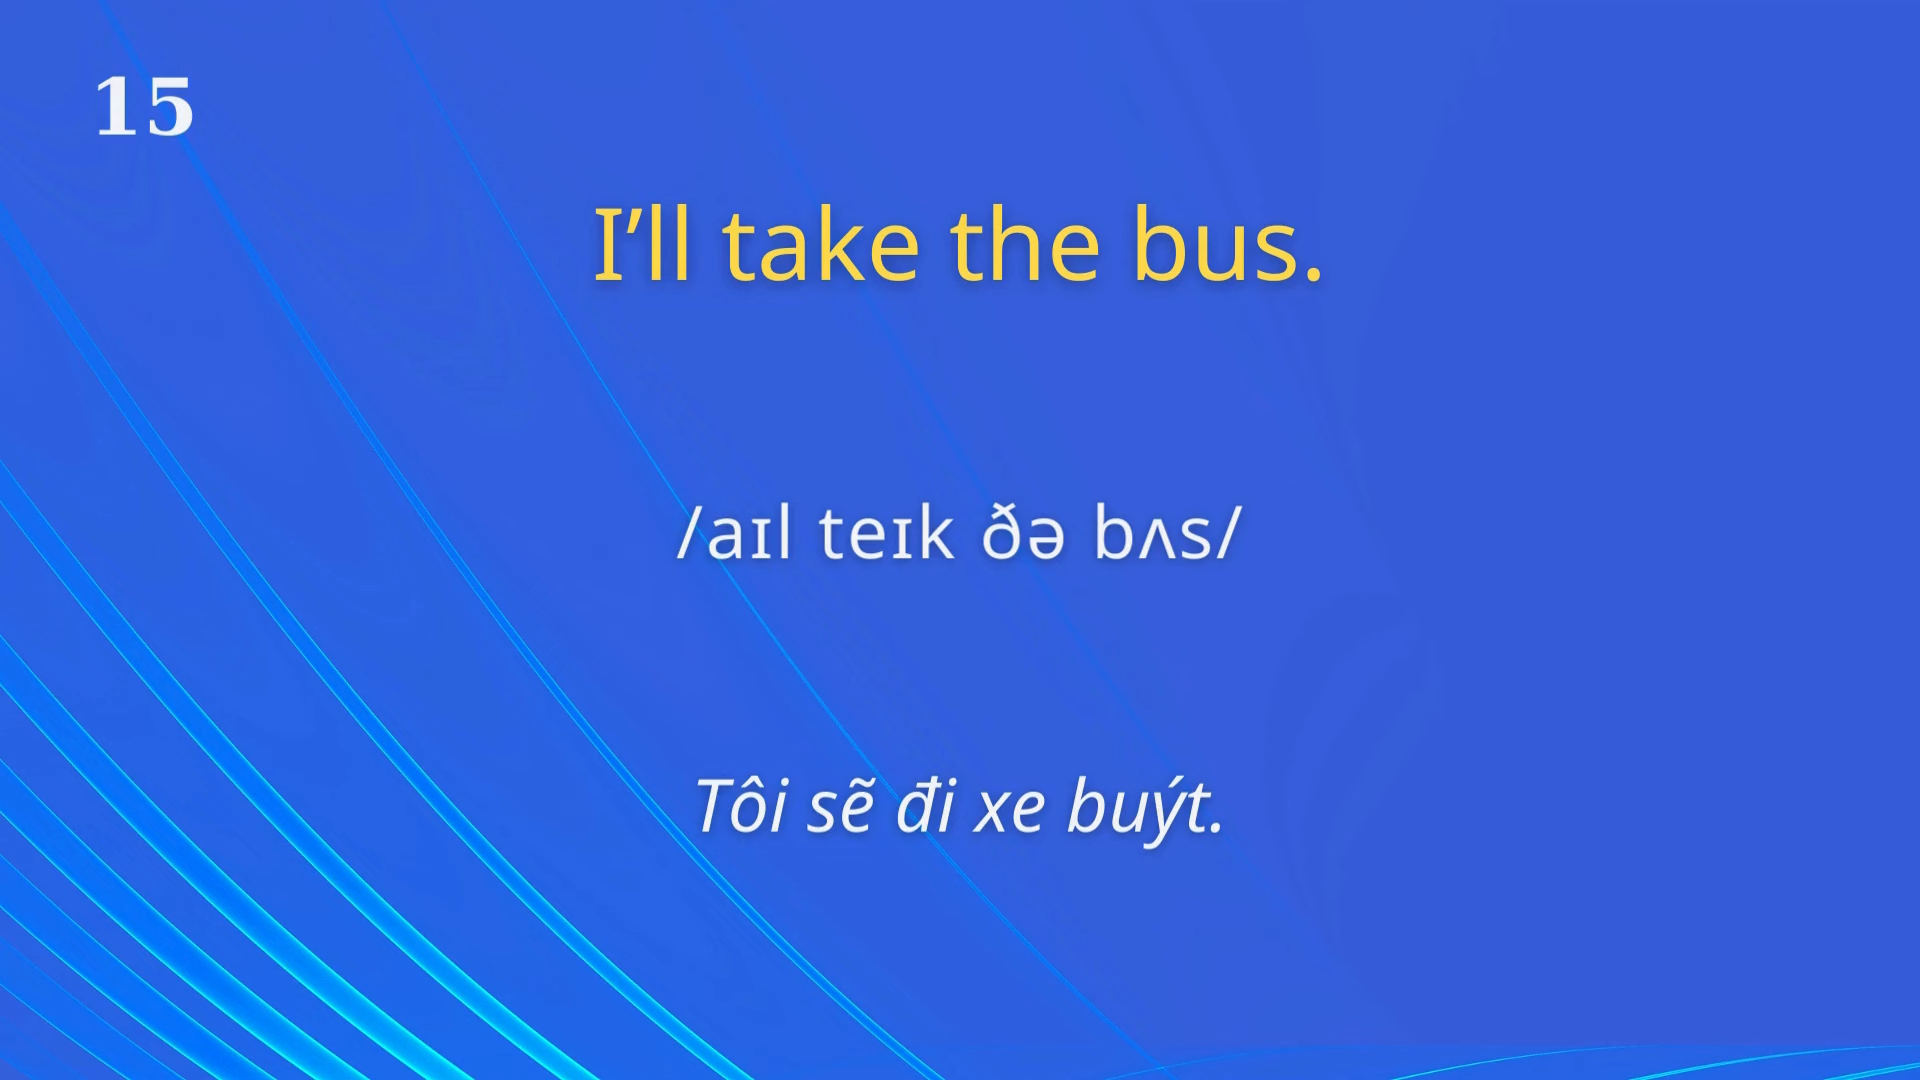 15
I’ll take the bus.
/aɪl teɪk ðə bʌs/
Tôi sẽ đi xe buýt.